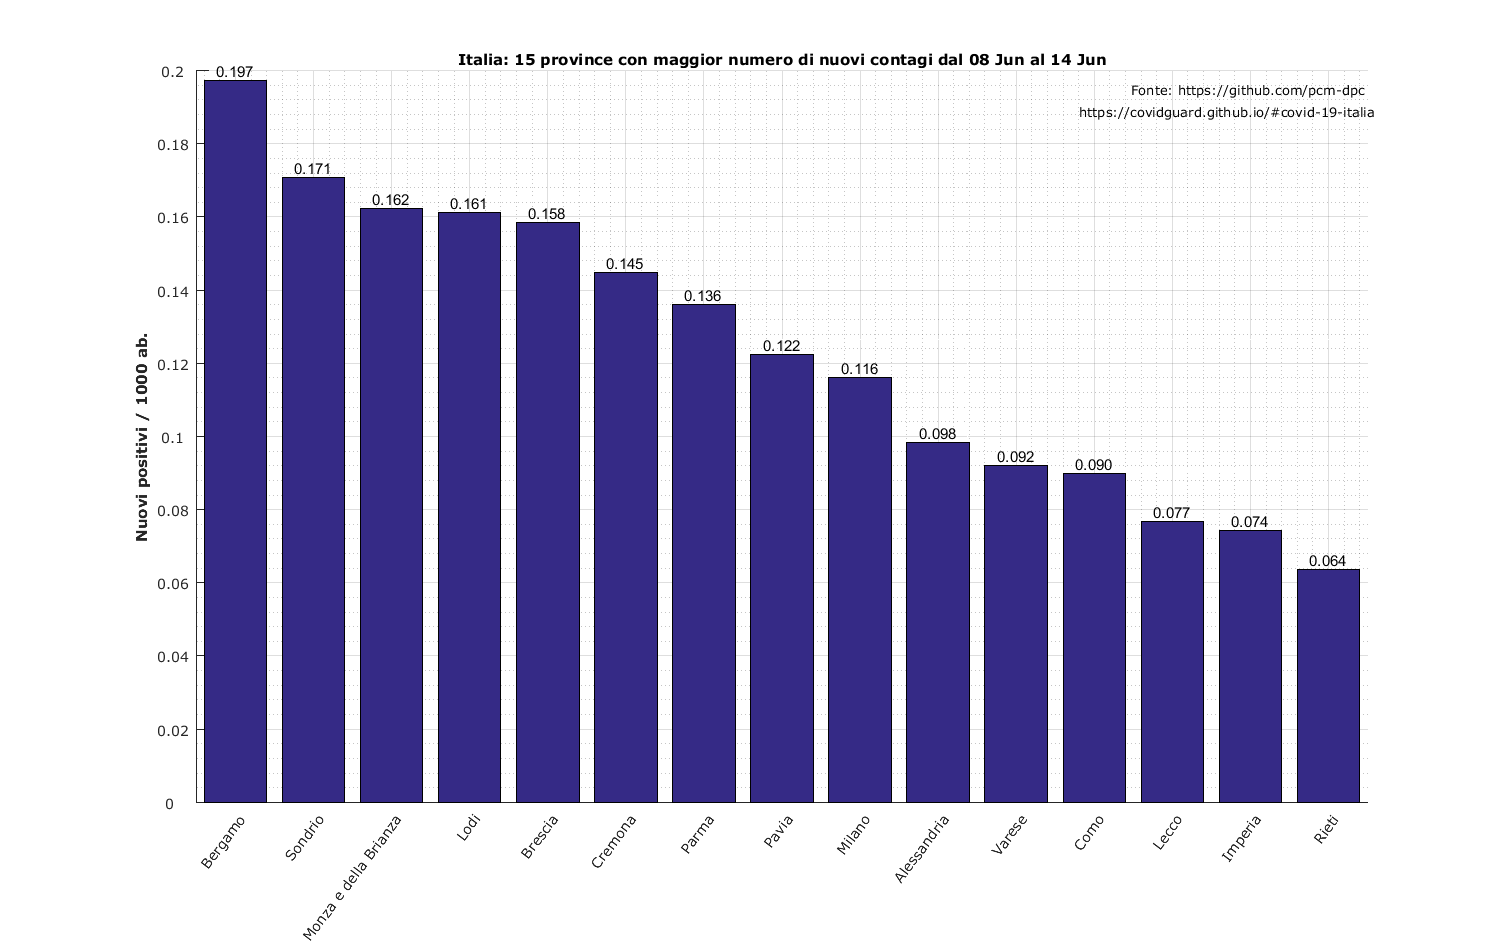 Italia: 15 province con maggior numero di nuovi contagi dal 08 Jun al 14 Jun
Fonte: https://github.com/pcm-dpc
https://covidguard.github.io/#covid-19-italia
Nuovi positivi / 1000 ab.
0.2
0.18
0.16
0.14
0.12
0.1
0.08
0.06
0.04
0.02
0
0.197
0.171
0.162
0.161
0.158
0.145
0.136
0.122
0.116
0.098
0.092
0.090
0.077
0.074
0.064
Bergamo
Sondrio
Monza e della Brianza
Lodi
Brescia
Cremona
Parma
Pavia
Milano
Alessandria
Varese
Como
Lecco
Imperia
Rieti